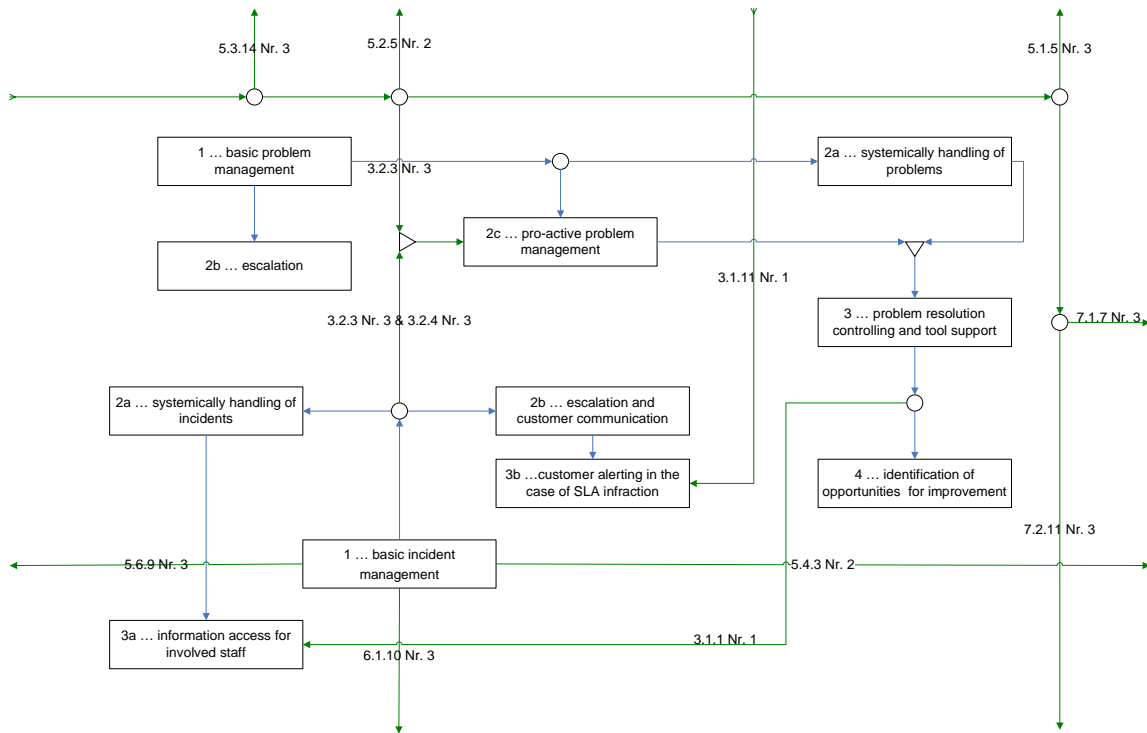 5.3.14 Nr. 3
5.2.5 Nr. 2
5.1.5 Nr. 3
1 … basic problem
management
3.2.3 Nr. 3
2a … systemically handling of
problems
2b … escalation
2c … pro-active problem
management
3.1.11 Nr. 1
3.2.3 Nr. 3 & 3.2.4 Nr. 3
3 … problem resolution
controlling and tool support
7.1.7 Nr. 3
2a … systemically handling of
incidents
2b … escalation and
customer communication
3b …customer alerting in the
case of SLA infraction
4 … identification of
opportunities  for improvement
7.2.11 Nr. 3
5.6.9 Nr. 3
1 … basic incident
management
5.4.3 Nr. 2
3a … information access for
involved staff
6.1.10 Nr. 3
3.1.1 Nr. 1